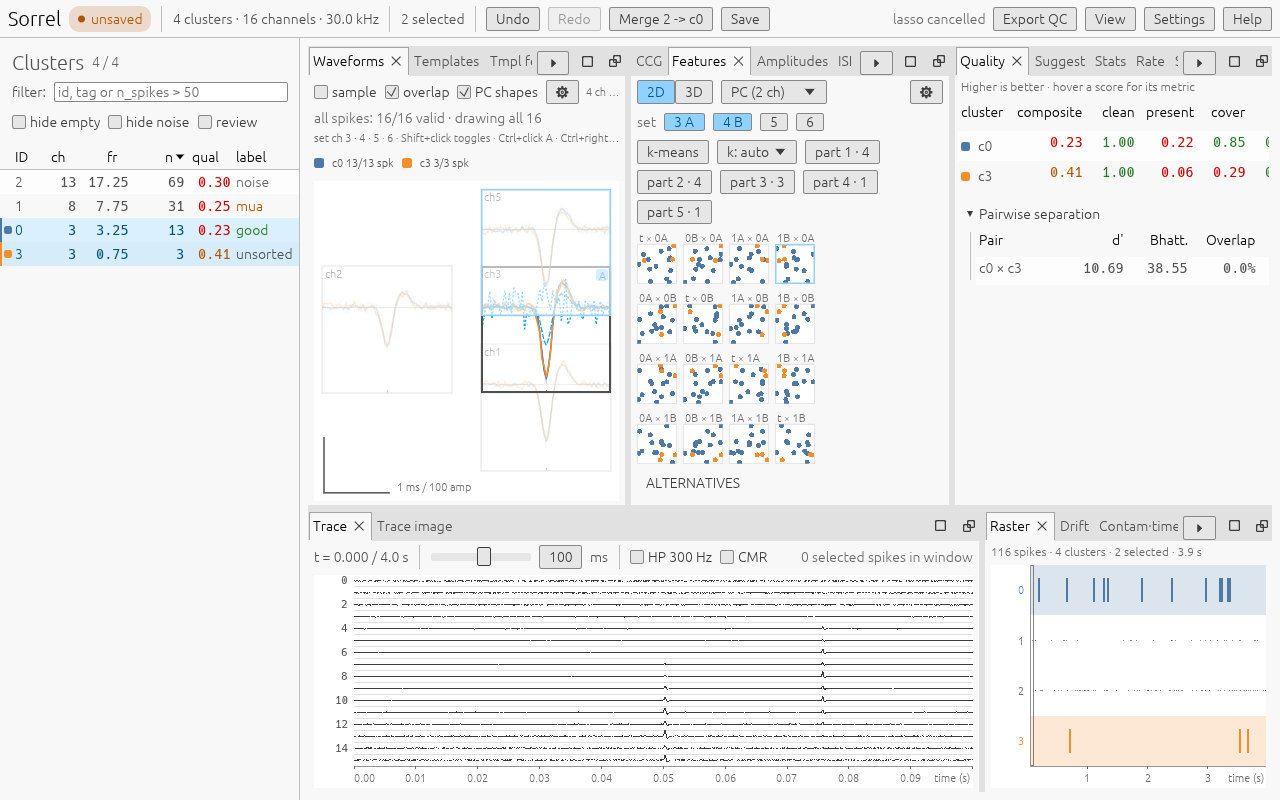 Sorrel
unsaved
4 clusters · 16 channels · 30.0 kHz
2 selected
Undo
Redo
Merge 2 -> c0
Save
lasso cancelled
Export QC
View
Settings
Help
Clusters 4 / 4
filter: id, tag or n_spikes > 50
hide empty
hide noise
review
ID ch fr n qual label
2 13 17.25 69 0.30 noise
1 8 7.75 31 0.25 mua
0 3 3.25 13 0.23 good
3 3 0.75 3 0.41 unsorted
Waveforms
Templates
sample
overlap
PC shapes
4 ch ...
all spikes: 16/16 valid · drawing all 16
set ch 3 · 4 · 5 · 6 · Shift+click toggles · Ctrl+click A · Ctrl+right...
c0 13/13 spk
c3 3/3 spk
ch5
ch2
ch3
A
ch1
1 ms / 100 amp
CCG
Features
Amplitudes
ISI
2D
3D
PC (2 ch)
set
3 A
4 B
5
6
k-means
k: auto
part 1 · 4
part 2 · 4
part 3 · 3
part 4 · 1
part 5 · 1
t × 0A
0B × 0A
1A × 0A
1B × 0A
0A × 0B
t × 0B
1A × 0B
1B × 0B
0A × 1A
0B × 1A
t × 1A
1B × 1A
0A × 1B
0B × 1B
1A × 1B
t × 1B
ALTERNATIVES
Quality
Suggest
Stats
Rate
Higher is better · hover a score for its metric
cluster composite clean present cover
c0 0.23 1.00 0.22 0.85
c3 0.41 1.00 0.06 0.29
Pairwise separation
Pair d' Bhatt. Overlap
c0 × c3 10.69 38.55 0.0%
Trace
Trace image
t = 0.000 / 4.0 s
100
ms
HP 300 Hz
CMR
0 selected spikes in window
0
2
4
6
8
10
12
14
0.00 0.01 0.02 0.03 0.04 0.05 0.06 0.07 0.08 0.09 time (s)
Raster
Drift
Contam-time
116 spikes · 4 clusters · 2 selected · 3.9 s
0
1
2
3
1 2 3 time (s)